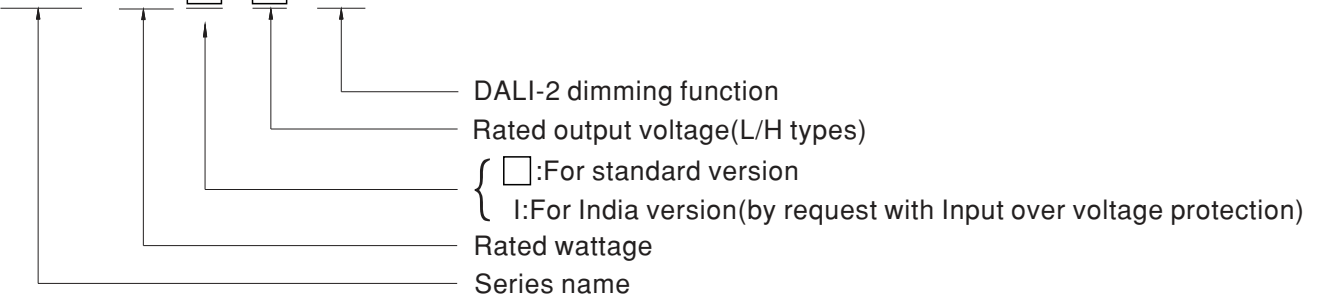 DALI-2 dimming function
Rated output voltage(L/H types)
□:For standard version
I:For India version(by request with Input over voltage protection)
Rated wattage
Series name